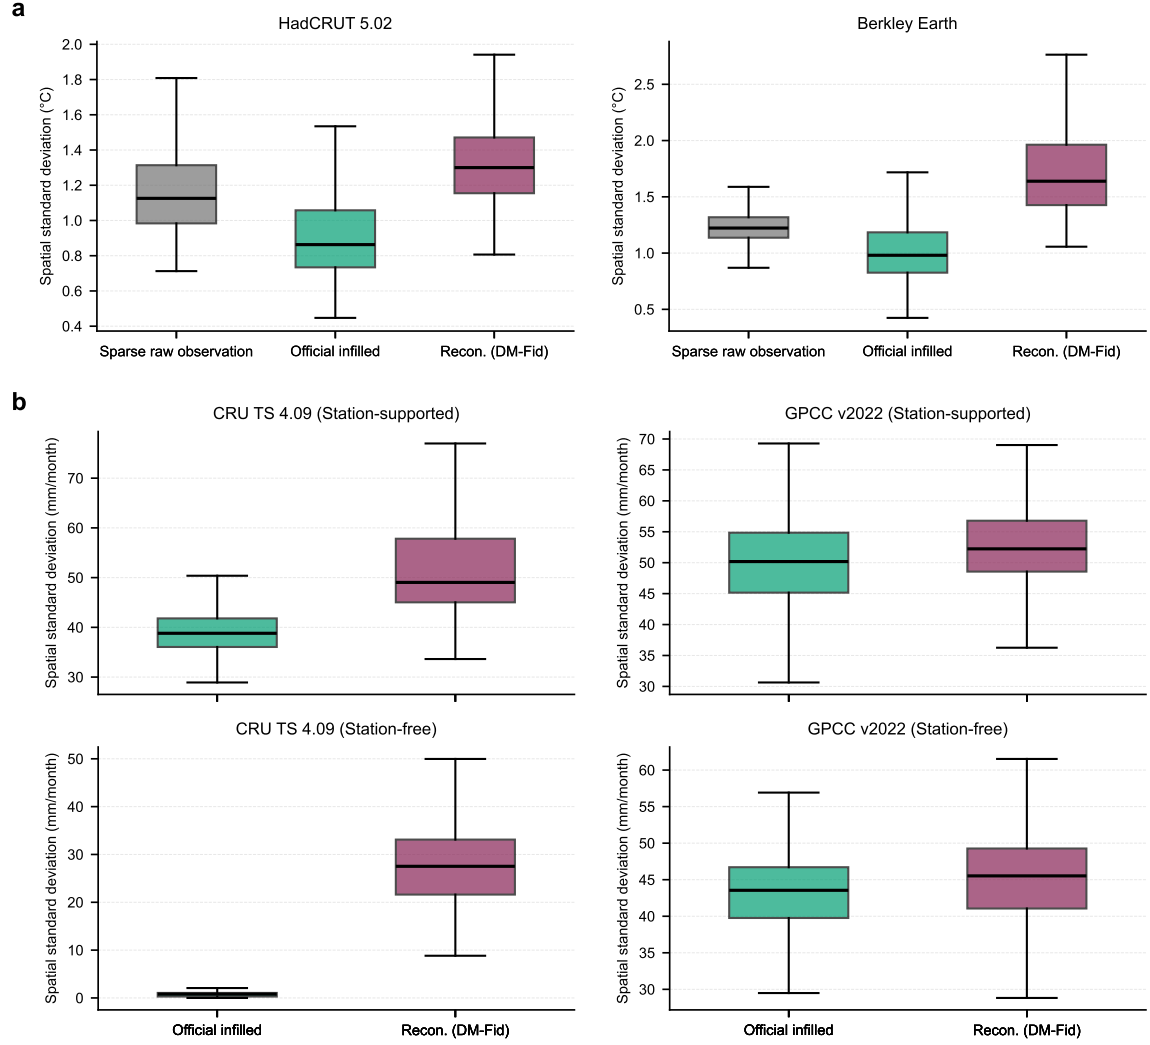 a
HadCRUT 5.02
Spatial standard deviation (°C)
2.0
1.8
1.6
1.4
1.2
1.0
0.8
0.6
0.4
Sparse raw observation
Official infilled
Recon. (DM-Fid)
Berkley Earth
Spatial standard deviation (°C)
2.5
2.0
1.5
1.0
0.5
Sparse raw observation
Official infilled
Recon. (DM-Fid)
b
CRU TS 4.09 (Station-supported)
Spatial standard deviation (mm/month)
70
60
50
40
30
GPCC v2022 (Station-supported)
Spatial standard deviation (mm/month)
70
65
60
55
50
45
40
35
30
CRU TS 4.09 (Station-free)
Spatial standard deviation (mm/month)
50
40
30
20
10
0
Official infilled
Recon. (DM-Fid)
GPCC v2022 (Station-free)
Spatial standard deviation (mm/month)
60
55
50
45
40
35
30
Official infilled
Recon. (DM-Fid)